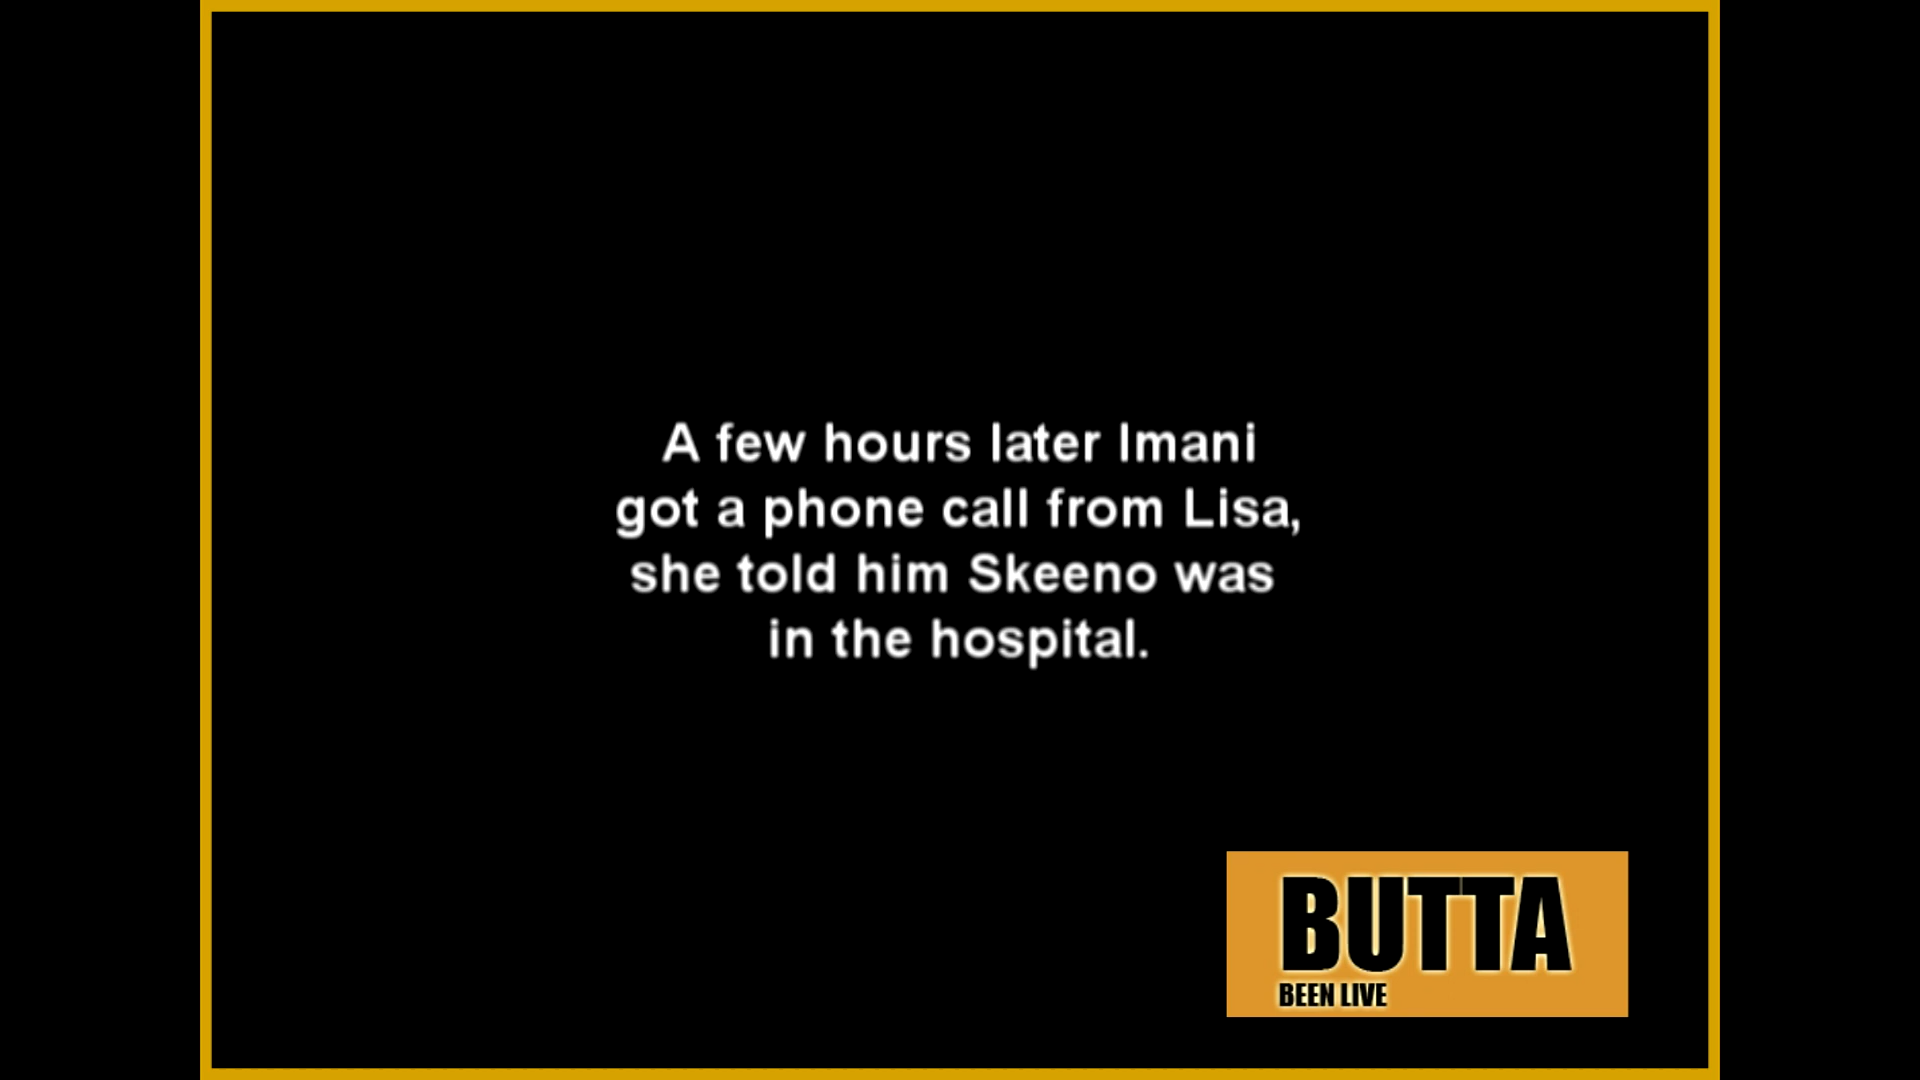 A few hours later Imani
got a phone call from Lisa,
she told him Skeeno was
in the hospital.
BUTTA
BEEN LIVE